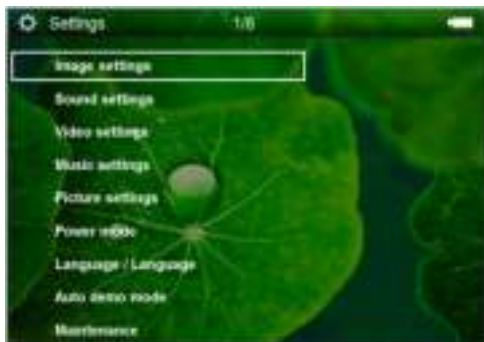 Settings 1/6
Image settings
Sound settings
Video settings
Music settings
Picture settings
Power mode
Language / Language
Auto demo mode
Maintenance